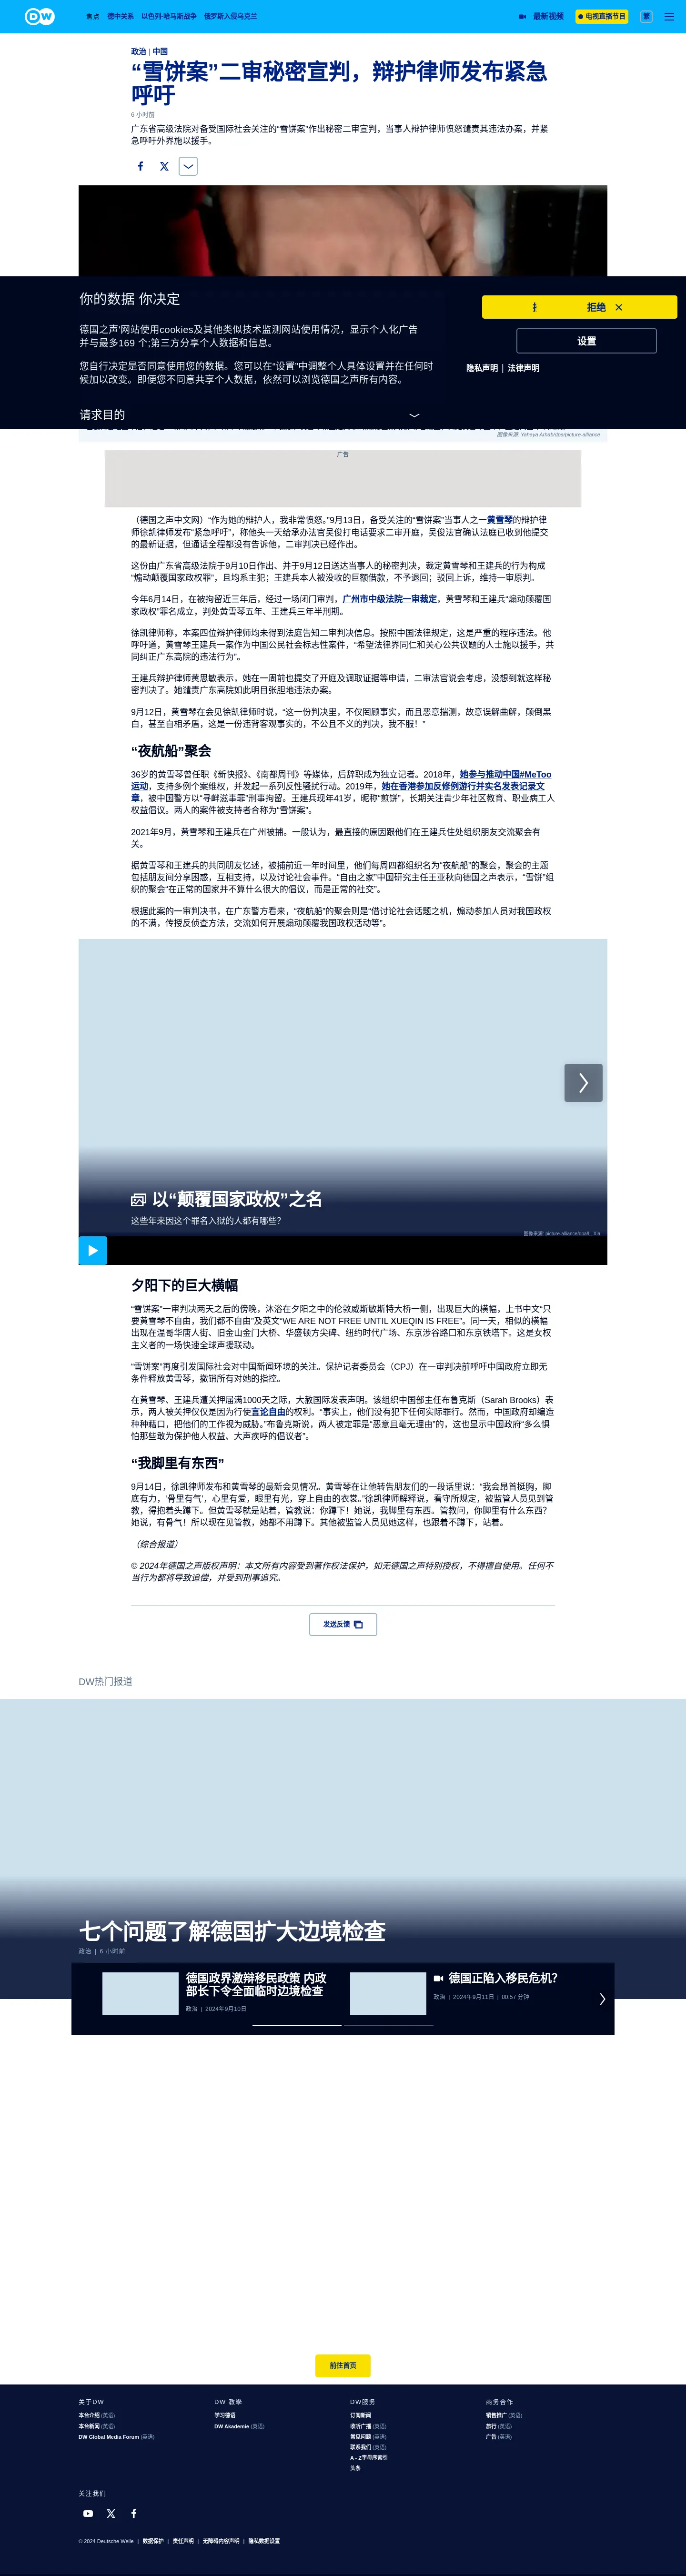 DW
焦点 德中关系 以色列-哈马斯战争 俄罗斯入侵乌克兰 最新视频 电视直播节目 繁
政治 | 中国
“雪饼案”二审秘密宣判，辩护律师发布紧急
呼吁
6 小时前
广东省高级法院对备受国际社会关注的“雪饼案”作出秘密二审宣判，当事人辩护律师愤怒谴责其违法办案，并紧
急呼吁外界施以援手。
你的数据 你决定
德国之声'网站使用cookies及其他类似技术监测网站使用情况，显示个人化广告
并与最多169 个;第三方分享个人数据和信息。
您自行决定是否同意使用您的数据。您可以在“设置”中调整个人具体设置并在任何时
候加以改变。即便您不同意共享个人数据，依然可以浏览德国之声所有内容。
请求目的
拒绝
设置
隐私声明 | 法律声明
图像来源: Yahaya Arhab/dpa/picture-alliance
广告
（德国之声中文网）“作为她的辩护人，我非常愤怒。”9月13日，备受关注的“雪饼案”当事人之一黄雪琴的辩护律
师徐凯律师发布“紧急呼吁”，称他头一天给承办法官吴俊打电话要求二审开庭，吴俊法官确认法庭已收到他提交
的最新证据，但通话全程都没有告诉他，二审判决已经作出。
这份由广东省高级法院于9月10日作出、并于9月12日送达当事人的秘密判决，裁定黄雪琴和王建兵的行为构成
“煽动颠覆国家政权罪”，且均系主犯；王建兵本人被没收的巨额借款，不予退回；驳回上诉，维持一审原判。
今年6月14日，在被拘留近三年后，经过一场闭门审判，广州市中级法院一审裁定，黄雪琴和王建兵“煽动颠覆国
家政权”罪名成立，判处黄雪琴五年、王建兵三年半刑期。
徐凯律师称，本案四位辩护律师均未得到法庭告知二审判决信息。按照中国法律规定，这是严重的程序违法。他
呼吁道，黄雪琴王建兵一案作为中国公民社会标志性案件，“希望法律界同仁和关心公共议题的人士施以援手，共
同纠正广东高院的违法行为”。
王建兵辩护律师黄思敏表示，她在一周前也提交了开庭及调取证据等申请，二审法官说会考虑，没想到就这样秘
密判决了。她谴责广东高院如此明目张胆地违法办案。
9月12日，黄雪琴在会见徐凯律师时说，“这一份判决里，不仅罔顾事实，而且恶意揣测，故意误解曲解，颠倒黑
白，甚至自相矛盾，这是一份违背客观事实的，不公且不义的判决，我不服！”
“夜航船”聚会
36岁的黄雪琴曾任职《新快报》、《南都周刊》等媒体，后辞职成为独立记者。2018年，她参与推动中国#MeToo
运动，支持多例个案维权，并发起一系列反性骚扰行动。2019年，她在香港参加反修例游行并实名发表记录文
章，被中国警方以“寻衅滋事罪”刑事拘留。王建兵现年41岁，昵称“煎饼”，长期关注青少年社区教育、职业病工人
权益倡议。两人的案件被支持者合称为“雪饼案”。
2021年9月，黄雪琴和王建兵在广州被捕。一般认为，最直接的原因跟他们在王建兵住处组织朋友交流聚会有
关。
据黄雪琴和王建兵的共同朋友忆述，被捕前近一年时间里，他们每周四都组织名为“夜航船”的聚会，聚会的主题
包括朋友间分享困惑，互相支持，以及讨论社会事件。“自由之家”中国研究主任王亚秋向德国之声表示，“雪饼”组
织的聚会“在正常的国家并不算什么很大的倡议，而是正常的社交”。
根据此案的一审判决书，在广东警方看来，“夜航船”的聚会则是“借讨论社会话题之机，煽动参加人员对我国政权
的不满，传授反侦查方法，交流如何开展煽动颠覆我国政权活动等”。
以“颠覆国家政权”之名
这些年来因这个罪名入狱的人都有哪些？
图像来源: picture-alliance/dpa/L. Xia
夕阳下的巨大横幅
“雪饼案”一审判决两天之后的傍晚，沐浴在夕阳之中的伦敦威斯敏斯特大桥一侧，出现巨大的横幅，上书中文“只
要黄雪琴不自由，我们都不自由”及英文“WE ARE NOT FREE UNTIL XUEQIN IS FREE”。同一天，相似的横幅
出现在温哥华唐人街、旧金山金门大桥、华盛顿方尖碑、纽约时代广场、东京涉谷路口和东京铁塔下。这是女权
主义者的一场快速全球声援联动。
“雪饼案”再度引发国际社会对中国新闻环境的关注。保护记者委员会（CPJ）在一审判决前呼吁中国政府立即无
条件释放黄雪琴，撤销所有对她的指控。
在黄雪琴、王建兵遭关押届满1000天之际，大赦国际发表声明。该组织中国部主任布鲁克斯（Sarah Brooks）表
示，两人被关押仅仅是因为行使言论自由的权利。“事实上，他们没有犯下任何实际罪行。然而，中国政府却编造
种种藉口，把他们的工作视为威胁。”布鲁克斯说，两人被定罪是“恶意且毫无理由”的，这也显示中国政府“多么惧
怕那些敢为保护他人权益、大声疾呼的倡议者”。
“我脚里有东西”
9月14日，徐凯律师发布和黄雪琴的最新会见情况。黄雪琴在让他转告朋友们的一段话里说：“我会昂首挺胸，脚
底有力，‘骨里有气’，心里有爱，眼里有光，穿上自由的衣裳。”徐凯律师解释说，看守所规定，被监管人员见到管
教，得抱着头蹲下。但黄雪琴就是站着，管教说：你蹲下！她说，我脚里有东西。管教问，你脚里有什么东西？
她说，有骨气！所以现在见管教，她都不用蹲下。其他被监管人员见她这样，也跟着不蹲下，站着。
（综合报道）
© 2024年德国之声版权声明：本文所有内容受到著作权法保护，如无德国之声特别授权，不得擅自使用。任何不
当行为都将导致追偿，并受到刑事追究。
发送反馈
DW热门报道
七个问题了解德国扩大边境检查
政治 | 6 小时前
德国政界激辩移民政策 内政
部长下令全面临时边境检查
政治 | 2024年9月10日
德国正陷入移民危机？
政治 | 2024年9月11日 | 00:57 分钟
前往首页
关于DW
本台介绍 (英语)
本台新闻 (英语)
DW Global Media Forum (英语)
DW 教學
学习德语
DW Akademie (英语)
DW服务
订阅新闻
收听广播 (英语)
常见问题 (英语)
联系我们 (英语)
A - Z字母序索引
头条
商务合作
销售推广 (英语)
旅行 (英语)
广告 (英语)
关注我们
© 2024 Deutsche Welle | 数据保护 | 责任声明 | 无障碍内容声明 | 隐私数据设置